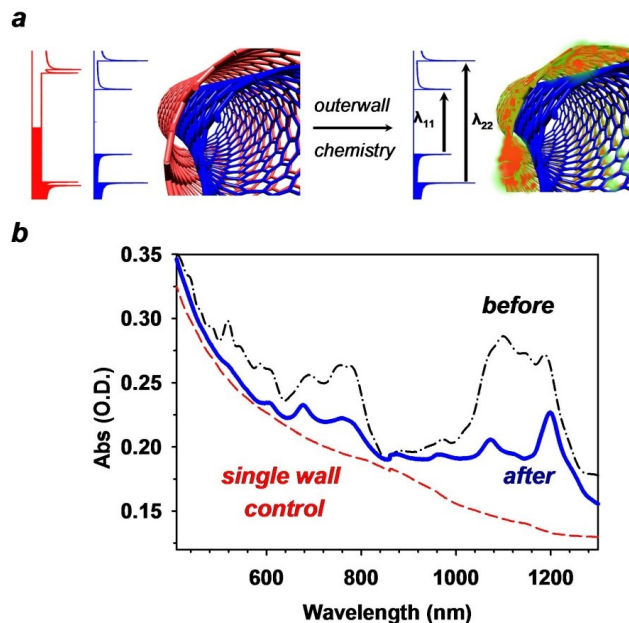 a
outerwall
chemistry
λ11
λ22
b
0.35
0.30
0.25
0.20
0.15
Abs (O.D.)
before
after
single wall
control
600
800
1000
1200
Wavelength (nm)